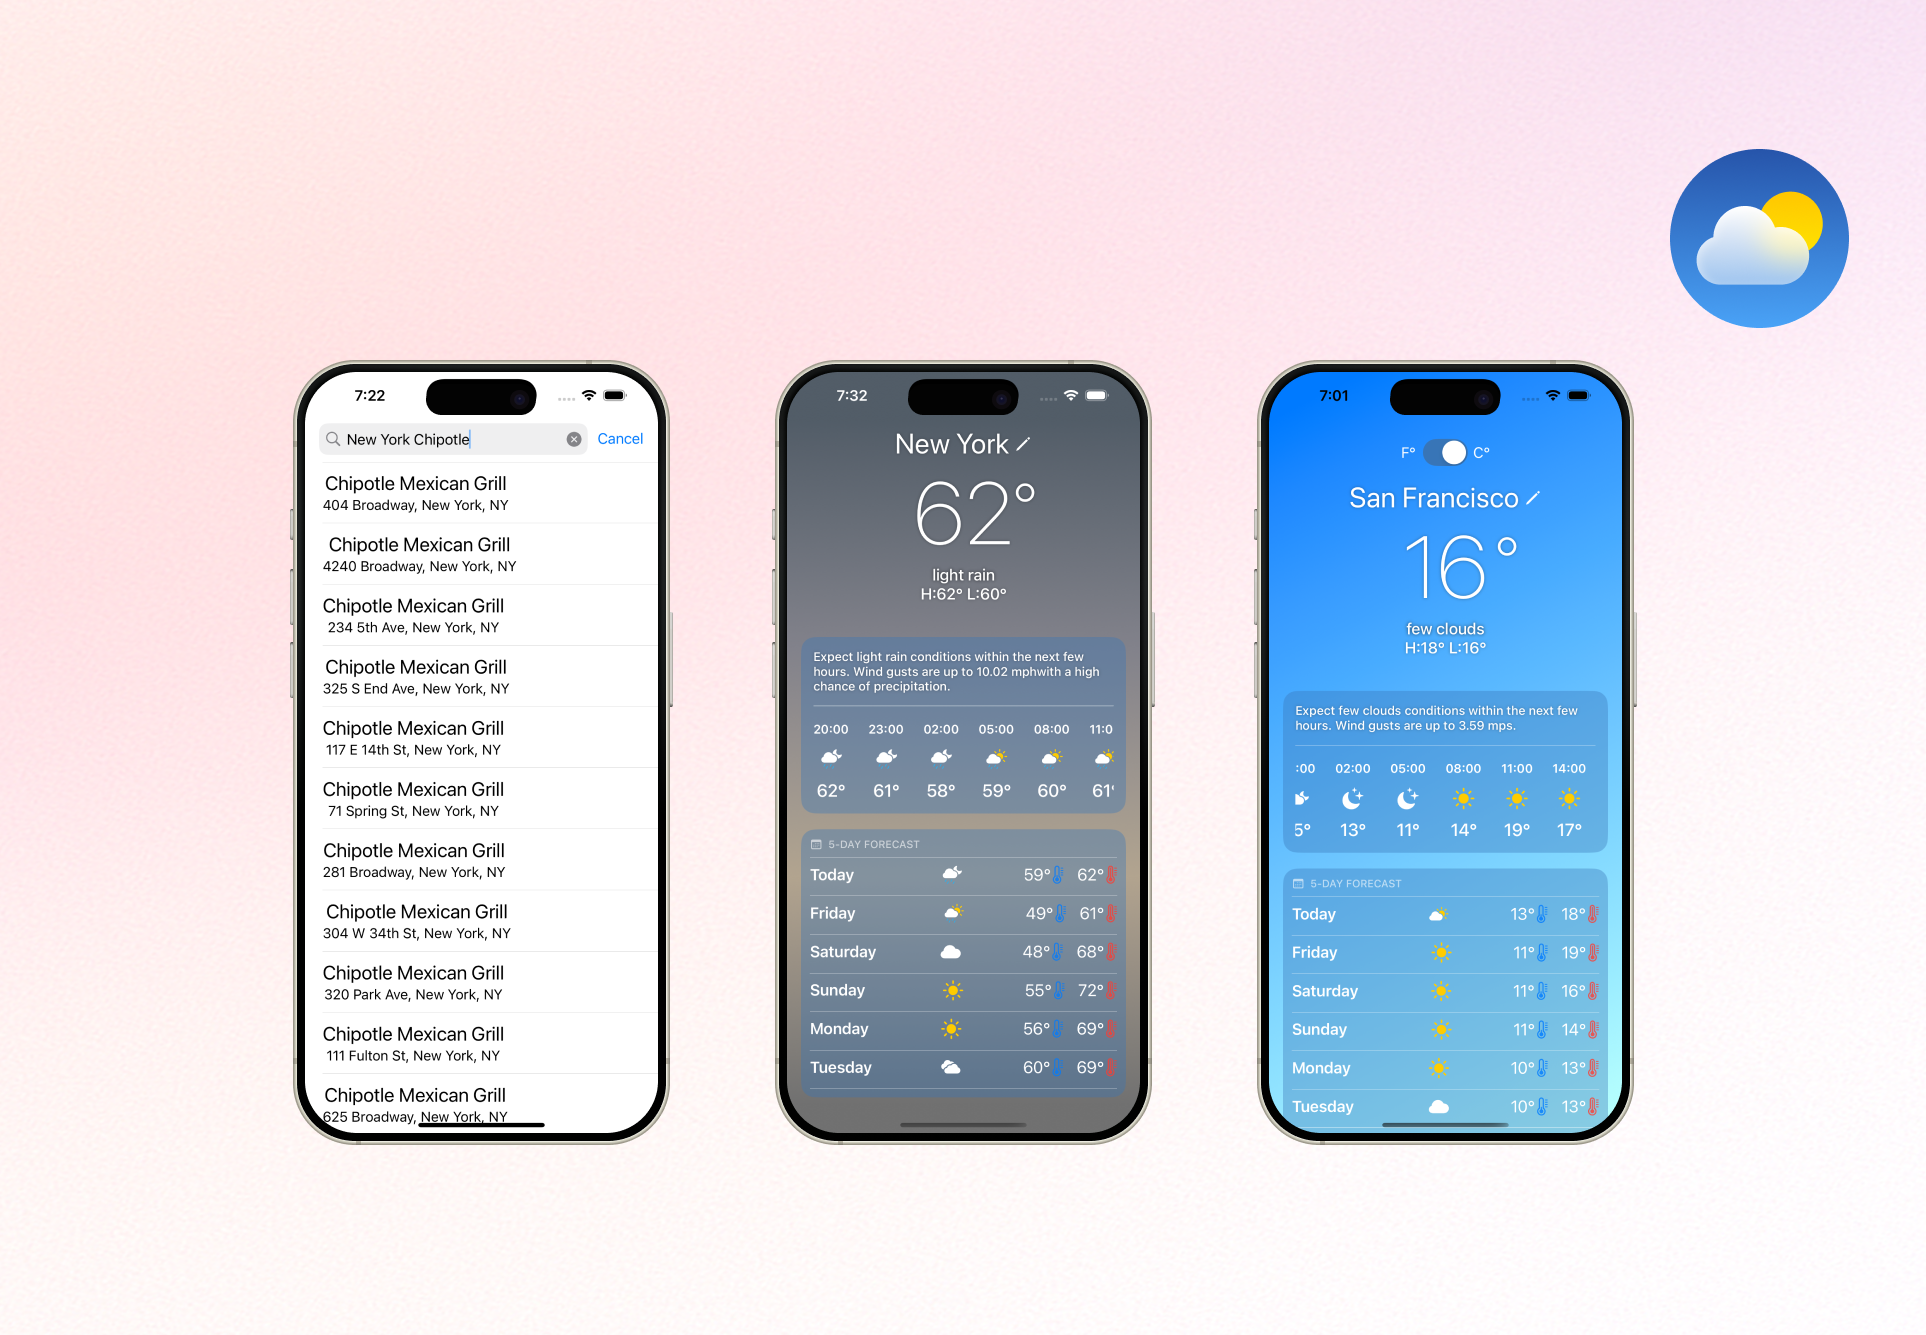 7:22
New York Chipotle
Cancel
Chipotle Mexican Grill
404 Broadway, New York, NY
Chipotle Mexican Grill
4240 Broadway, New York, NY
Chipotle Mexican Grill
234 5th Ave, New York, NY
Chipotle Mexican Grill
325 S End Ave, New York, NY
Chipotle Mexican Grill
117 E 14th St, New York, NY
Chipotle Mexican Grill
71 Spring St, New York, NY
Chipotle Mexican Grill
281 Broadway, New York, NY
Chipotle Mexican Grill
304 W 34th St, New York, NY
Chipotle Mexican Grill
320 Park Ave, New York, NY
Chipotle Mexican Grill
111 Fulton St, New York, NY
Chipotle Mexican Grill
625 Broadway, New York, NY
7:32
New York
62°
light rain
H:62° L:60°
Expect light rain conditions within the next few
hours. Wind gusts are up to 10.02 mphwith a high
chance of precipitation.
20:00 23:00 02:00 05:00 08:00 11:0
62° 61° 58° 59° 60° 61°
5-DAY FORECAST
Today 59° 62°
Friday 49° 61°
Saturday 48° 68°
Sunday 55° 72°
Monday 56° 69°
Tuesday 60° 69°
7:01
F° C°
San Francisco
16°
few clouds
H:18° L:16°
Expect few clouds conditions within the next few
hours. Wind gusts are up to 3.59 mps.
:00 02:00 05:00 08:00 11:00 14:00
5° 13° 11° 14° 19° 17°
5-DAY FORECAST
Today 13° 18°
Friday 11° 19°
Saturday 11° 16°
Sunday 11° 14°
Monday 10° 13°
Tuesday 10° 13°